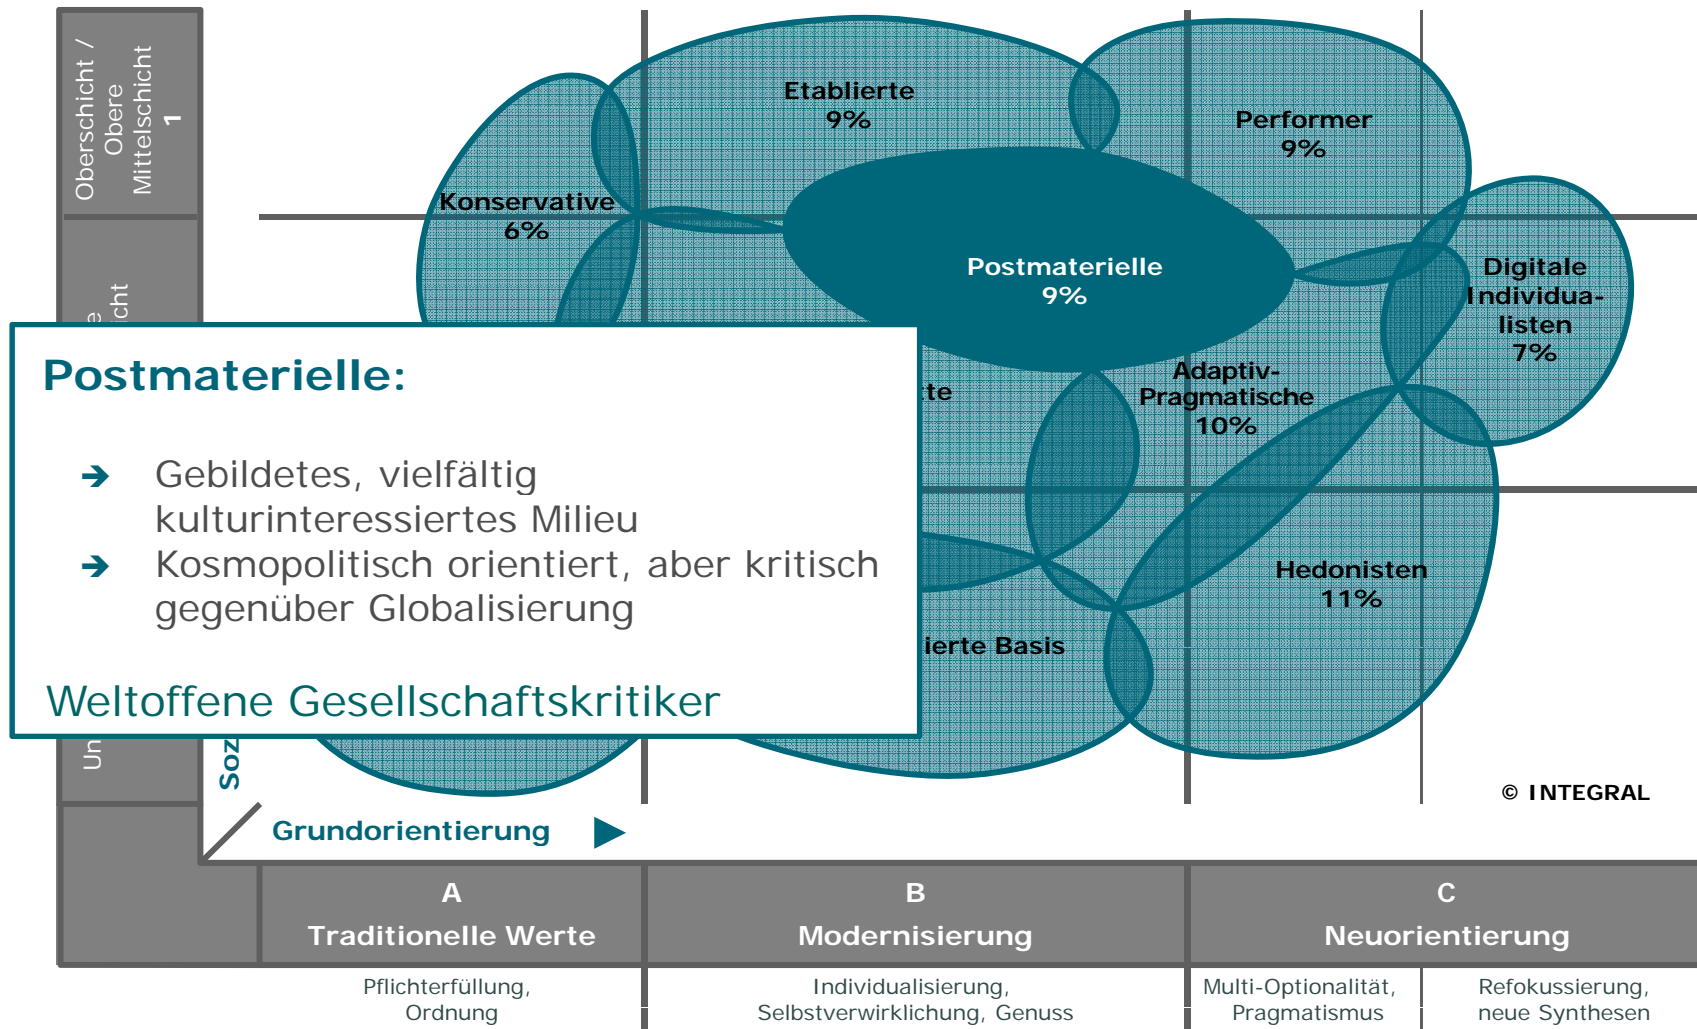 Oberschicht /
Obere
Mittelschicht
1
Etablierte
9%
Performer
9%
Konservative
6%
Postmaterielle
9%
Digitale
Individua-
listen
7%
Adaptiv-
Pragmatische
10%
Postmaterielle:
➔ Gebildetes, vielfältig
kulturinteressiertes Milieu
➔ Kosmopolitisch orientiert, aber kritisch
gegenüber Globalisierung
Weltoffene Gesellschaftskritiker
Hedonisten
11%
ierte Basis
Un
Soz
© INTEGRAL
Grundorientierung
A
Traditionelle Werte
B
Modernisierung
C
Neuorientierung
Pflichterfüllung,
Ordnung
Individualisierung,
Selbstverwirklichung, Genuss
Multi-Optionalität,
Pragmatismus
Refokussierung,
neue Synthesen